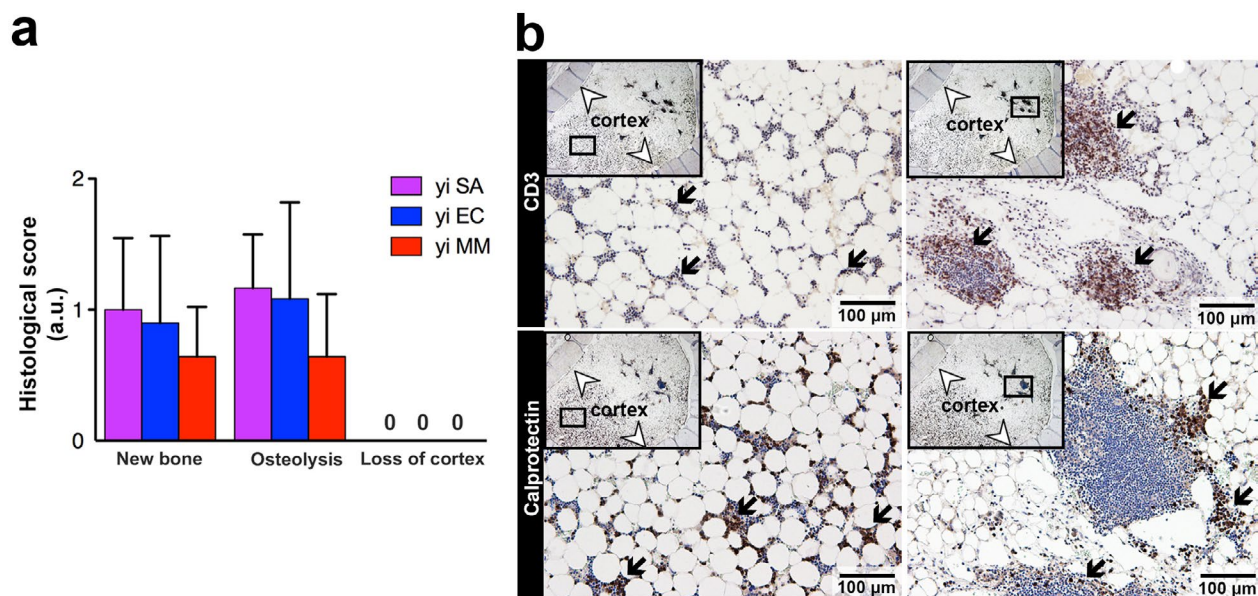 a
Histological score
(a.u.)
2
1
0
yi SA
yi EC
yi MM
0 0 0
New bone Osteolysis Loss of cortex
b
CD3
cortex
100 µm
cortex
100 µm
Calprotectin
cortex
100 µm
cortex
100 µm